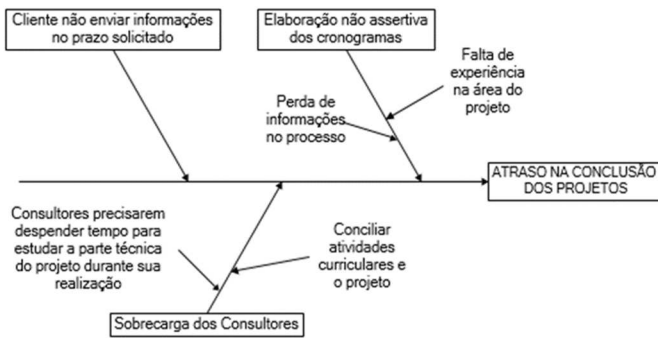 Cliente não enviar informações
no prazo solicitado
Elaboração não assertiva
dos cronogramas
Falta de
experiência
na área do
projeto
Perda de
informações
no processo
ATRASO NA CONCLUSÃO
DOS PROJETOS
Consultores precisarem
despender tempo para
estudar a parte técnica
do projeto durante sua
realização
Conciliar
atividades
curriculares e
o projeto
Sobrecarga dos Consultores